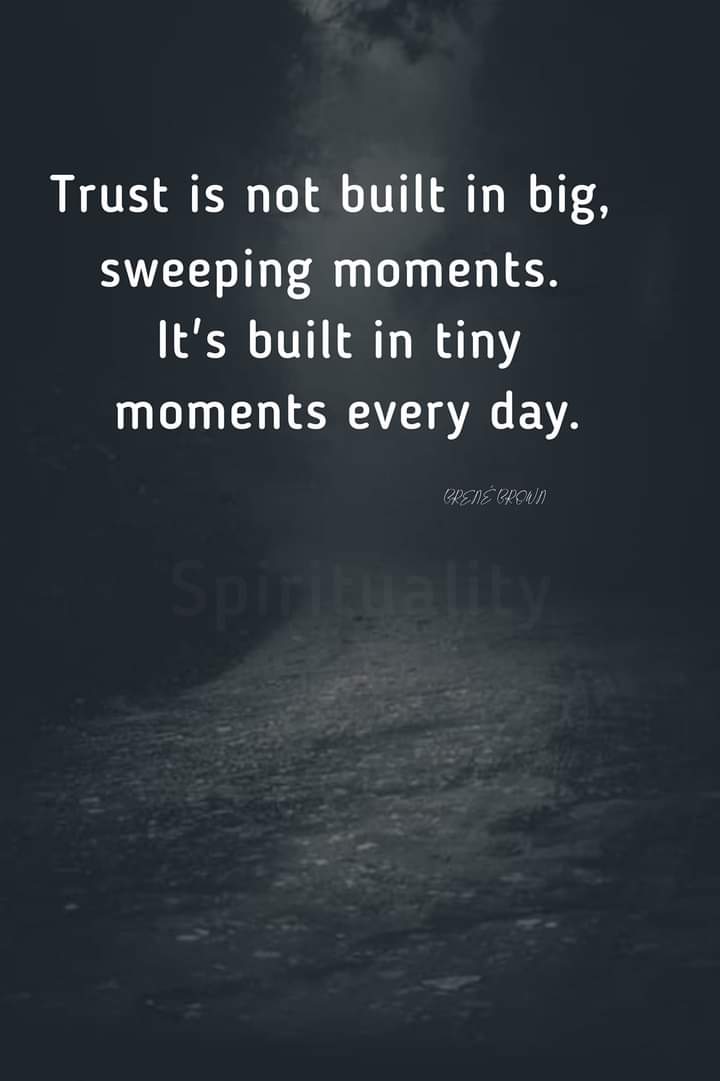 Trust is not built in big,
sweeping moments.
It's built in tiny
moments every day.
BRENÉ BROWN
Spirituality